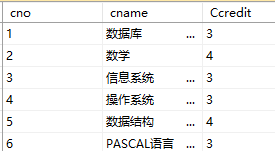 cno cname Ccredit
1 数据库 ... 3
2 数学 ... 4
3 信息系统 ... 3
4 操作系统 ... 3
5 数据结构 ... 4
6 PASCAL语言 ... 3